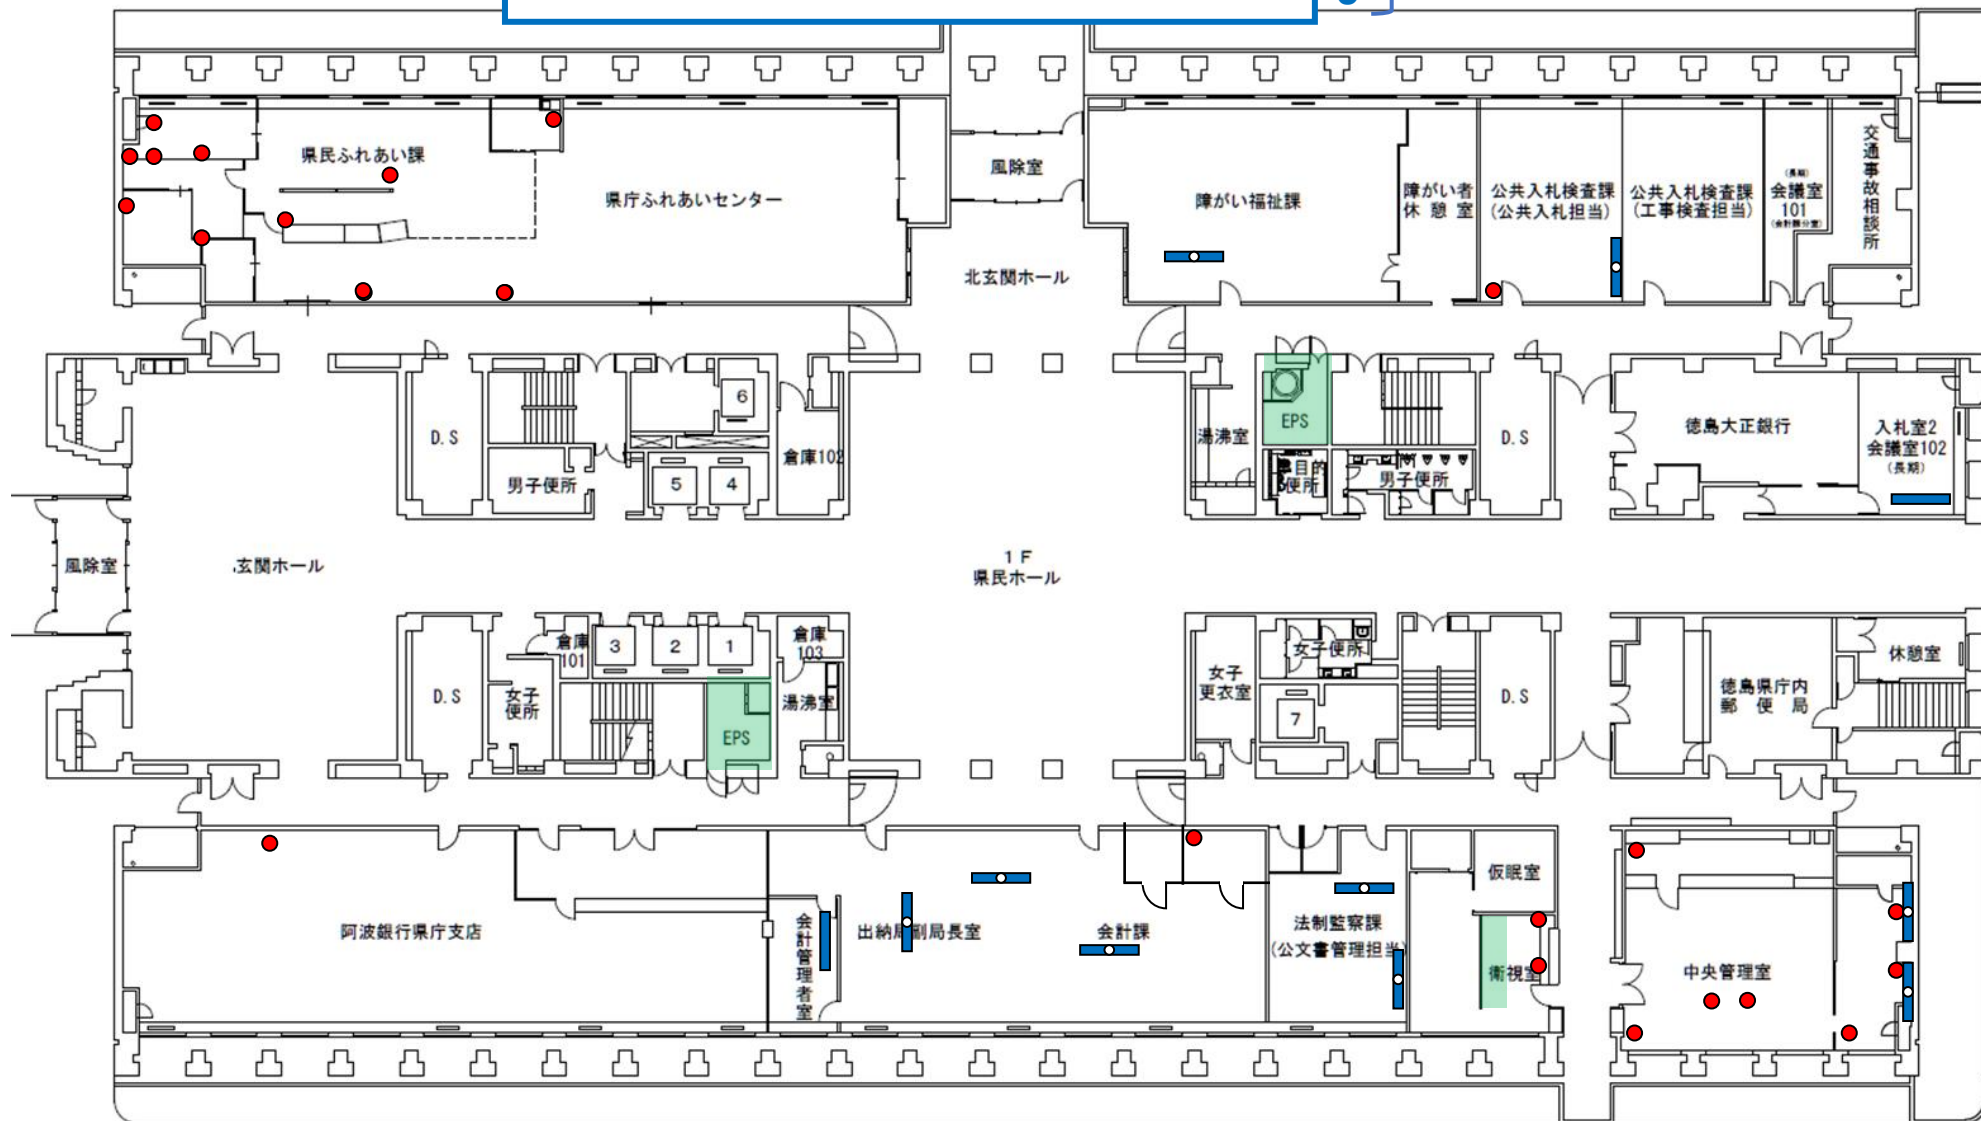 県民ふれあい課
県庁ふれあいセンター
風除室
障がい福祉課
障がい者
休憩室
公共入札検査課
(公共入札担当)
公共入札検査課
(工事検査担当)
(長期)
会議室
101
交通事故相談所
北玄関ホール
D.S
男子便所
6
5
4
倉庫102
湯沸室
EPS
便所
男子便所
D.S
徳島大正銀行
入札室2
会議室102
(長期)
風除室
玄関ホール
1F
県民ホール
D.S
女子
便所
倉庫
101
3
2
1
倉庫
103
湯沸室
EPS
女子
更衣室
女子便所
7
D.S
徳島県庁内
郵便局
休憩室
阿波銀行県庁支店
会計管理者室
出納局副局長室
会計課
法制監察課
(公文書管理担当)
仮眠室
衛視室
中央管理室